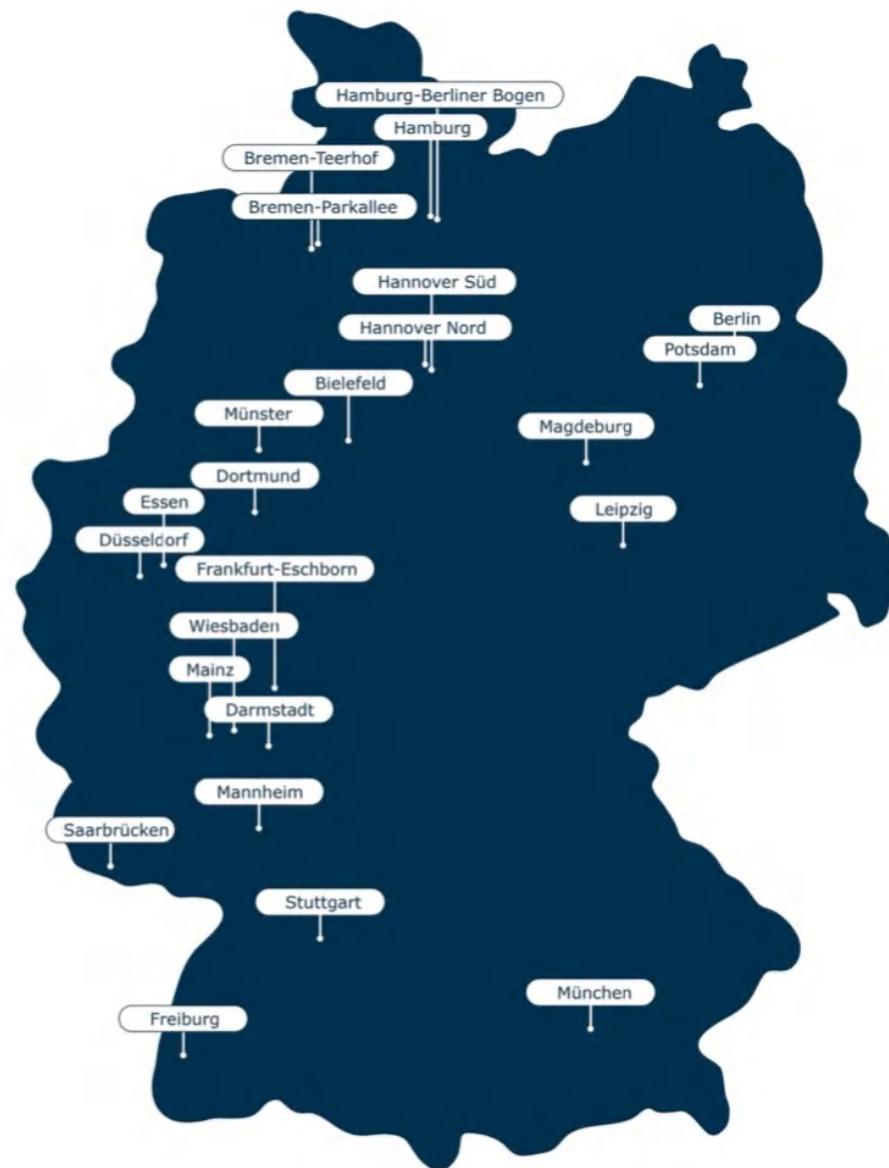 Hamburg-Berliner Bogen
Hamburg
Bremen-Teerhof
Bremen-Parkallee
Hannover Süd
Berlin
Hannover Nord
Potsdam
Bielefeld
Münster
Magdeburg
Dortmund
Essen
Leipzig
Düsseldorf
Frankfurt-Eschborn
Wiesbaden
Mainz
Darmstadt
Mannheim
Saarbrücken
Stuttgart
München
Freiburg